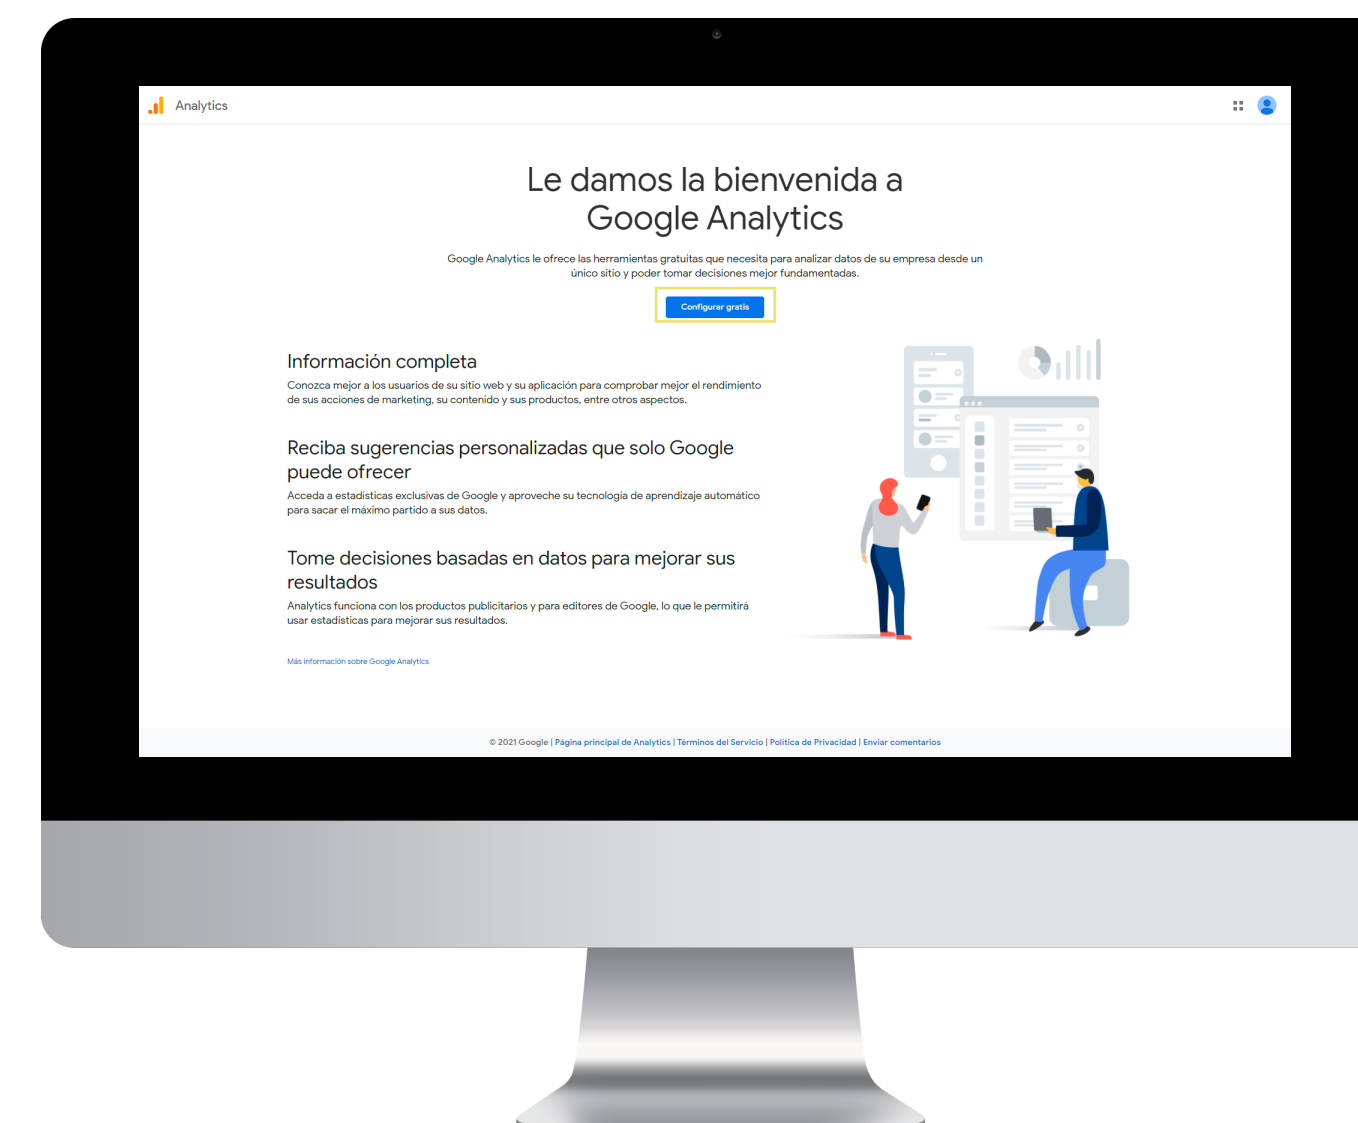 Analytics
Le damos la bienvenida a
Google Analytics
Google Analytics le ofrece las herramientas gratuitas que necesita para analizar datos de su empresa desde un
único sitio y poder tomar decisiones mejor fundamentadas.
Configurar gratis
Información completa
Conozca mejor a los usuarios de su sitio web y su aplicación para comprobar mejor el rendimiento
de sus acciones de marketing, su contenido y sus productos, entre otros aspectos.
Reciba sugerencias personalizadas que solo Google
puede ofrecer
Acceda a estadísticas exclusivas de Google y aproveche su tecnología de aprendizaje automático
para sacar el máximo partido a sus datos.
Tome decisiones basadas en datos para mejorar sus
resultados
Analytics funciona con los productos publicitarios y para editores de Google, lo que le permitirá
usar estadísticas para mejorar sus resultados.
Más información sobre Google Analytics
© 2021 Google | Página principal de Analytics | Términos del Servicio | Política de Privacidad | Enviar comentarios